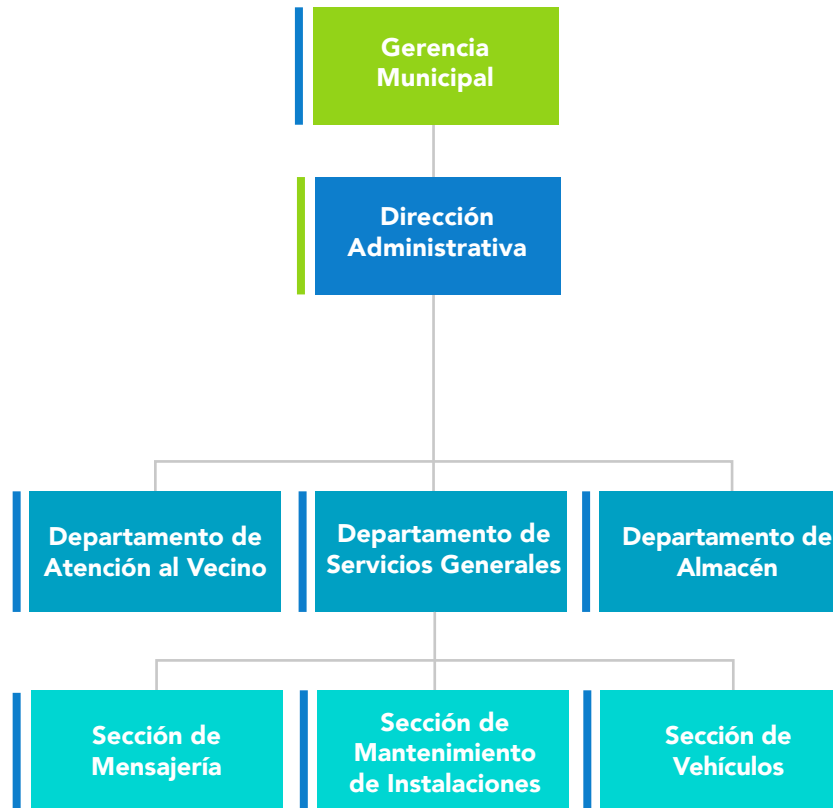 Gerencia
Municipal
Dirección
Administrativa
Departamento de
Atención al Vecino
Departamento de
Servicios Generales
Departamento de
Almacén
Sección de
Mensajería
Sección de
Mantenimiento
de Instalaciones
Sección de
Vehículos